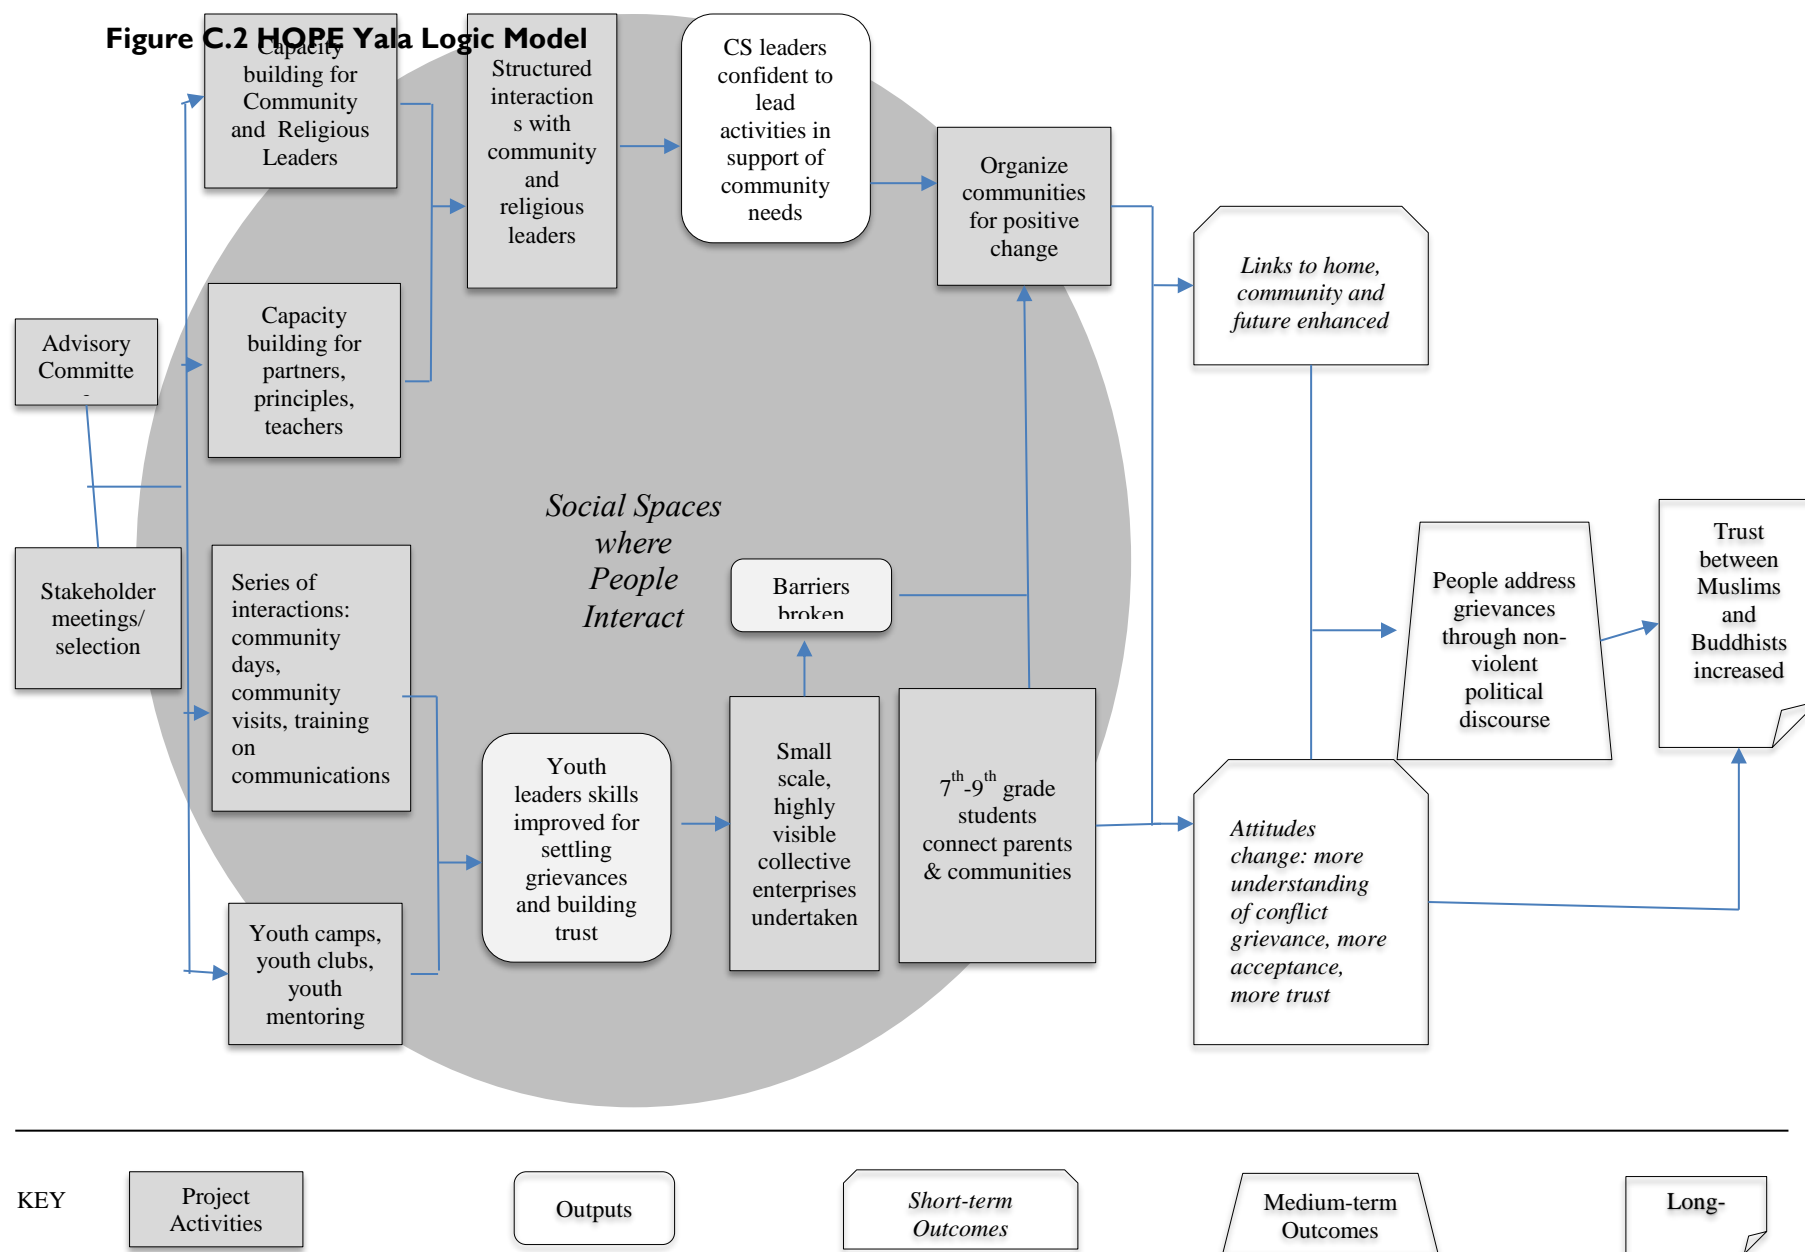 Figure C.2 HOPE Yala Logic Model
Capacity
building for
Community
and Religious
Leaders
Structured
interaction
s with
community
and
religious
leaders
CS leaders
confident to
lead
activities in
support of
community
needs
Organize
communities
for positive
change
Links to home,
community and
future enhanced
Advisory
Committe
Capacity
building for
partners,
principles,
teachers
Social Spaces
where
People
Interact
Stakeholder
meetings/
selection
Series of
interactions:
community
days,
community
visits, training
on
communications
Barriers
broken
People address
grievances
through non-
violent
political
discourse
Trust
between
Muslims
and
Buddhists
increased
Youth
leaders skills
improved for
settling
grievances
and building
trust
Small
scale,
highly
visible
collective
enterprises
undertaken
7th-9th grade
students
connect parents
& communities
Attitudes
change: more
understanding
of conflict
grievance, more
acceptance,
more trust
Youth camps,
youth clubs,
youth
mentoring
KEY
Project
Activities
Outputs
Short-term
Outcomes
Medium-term
Outcomes
Long-